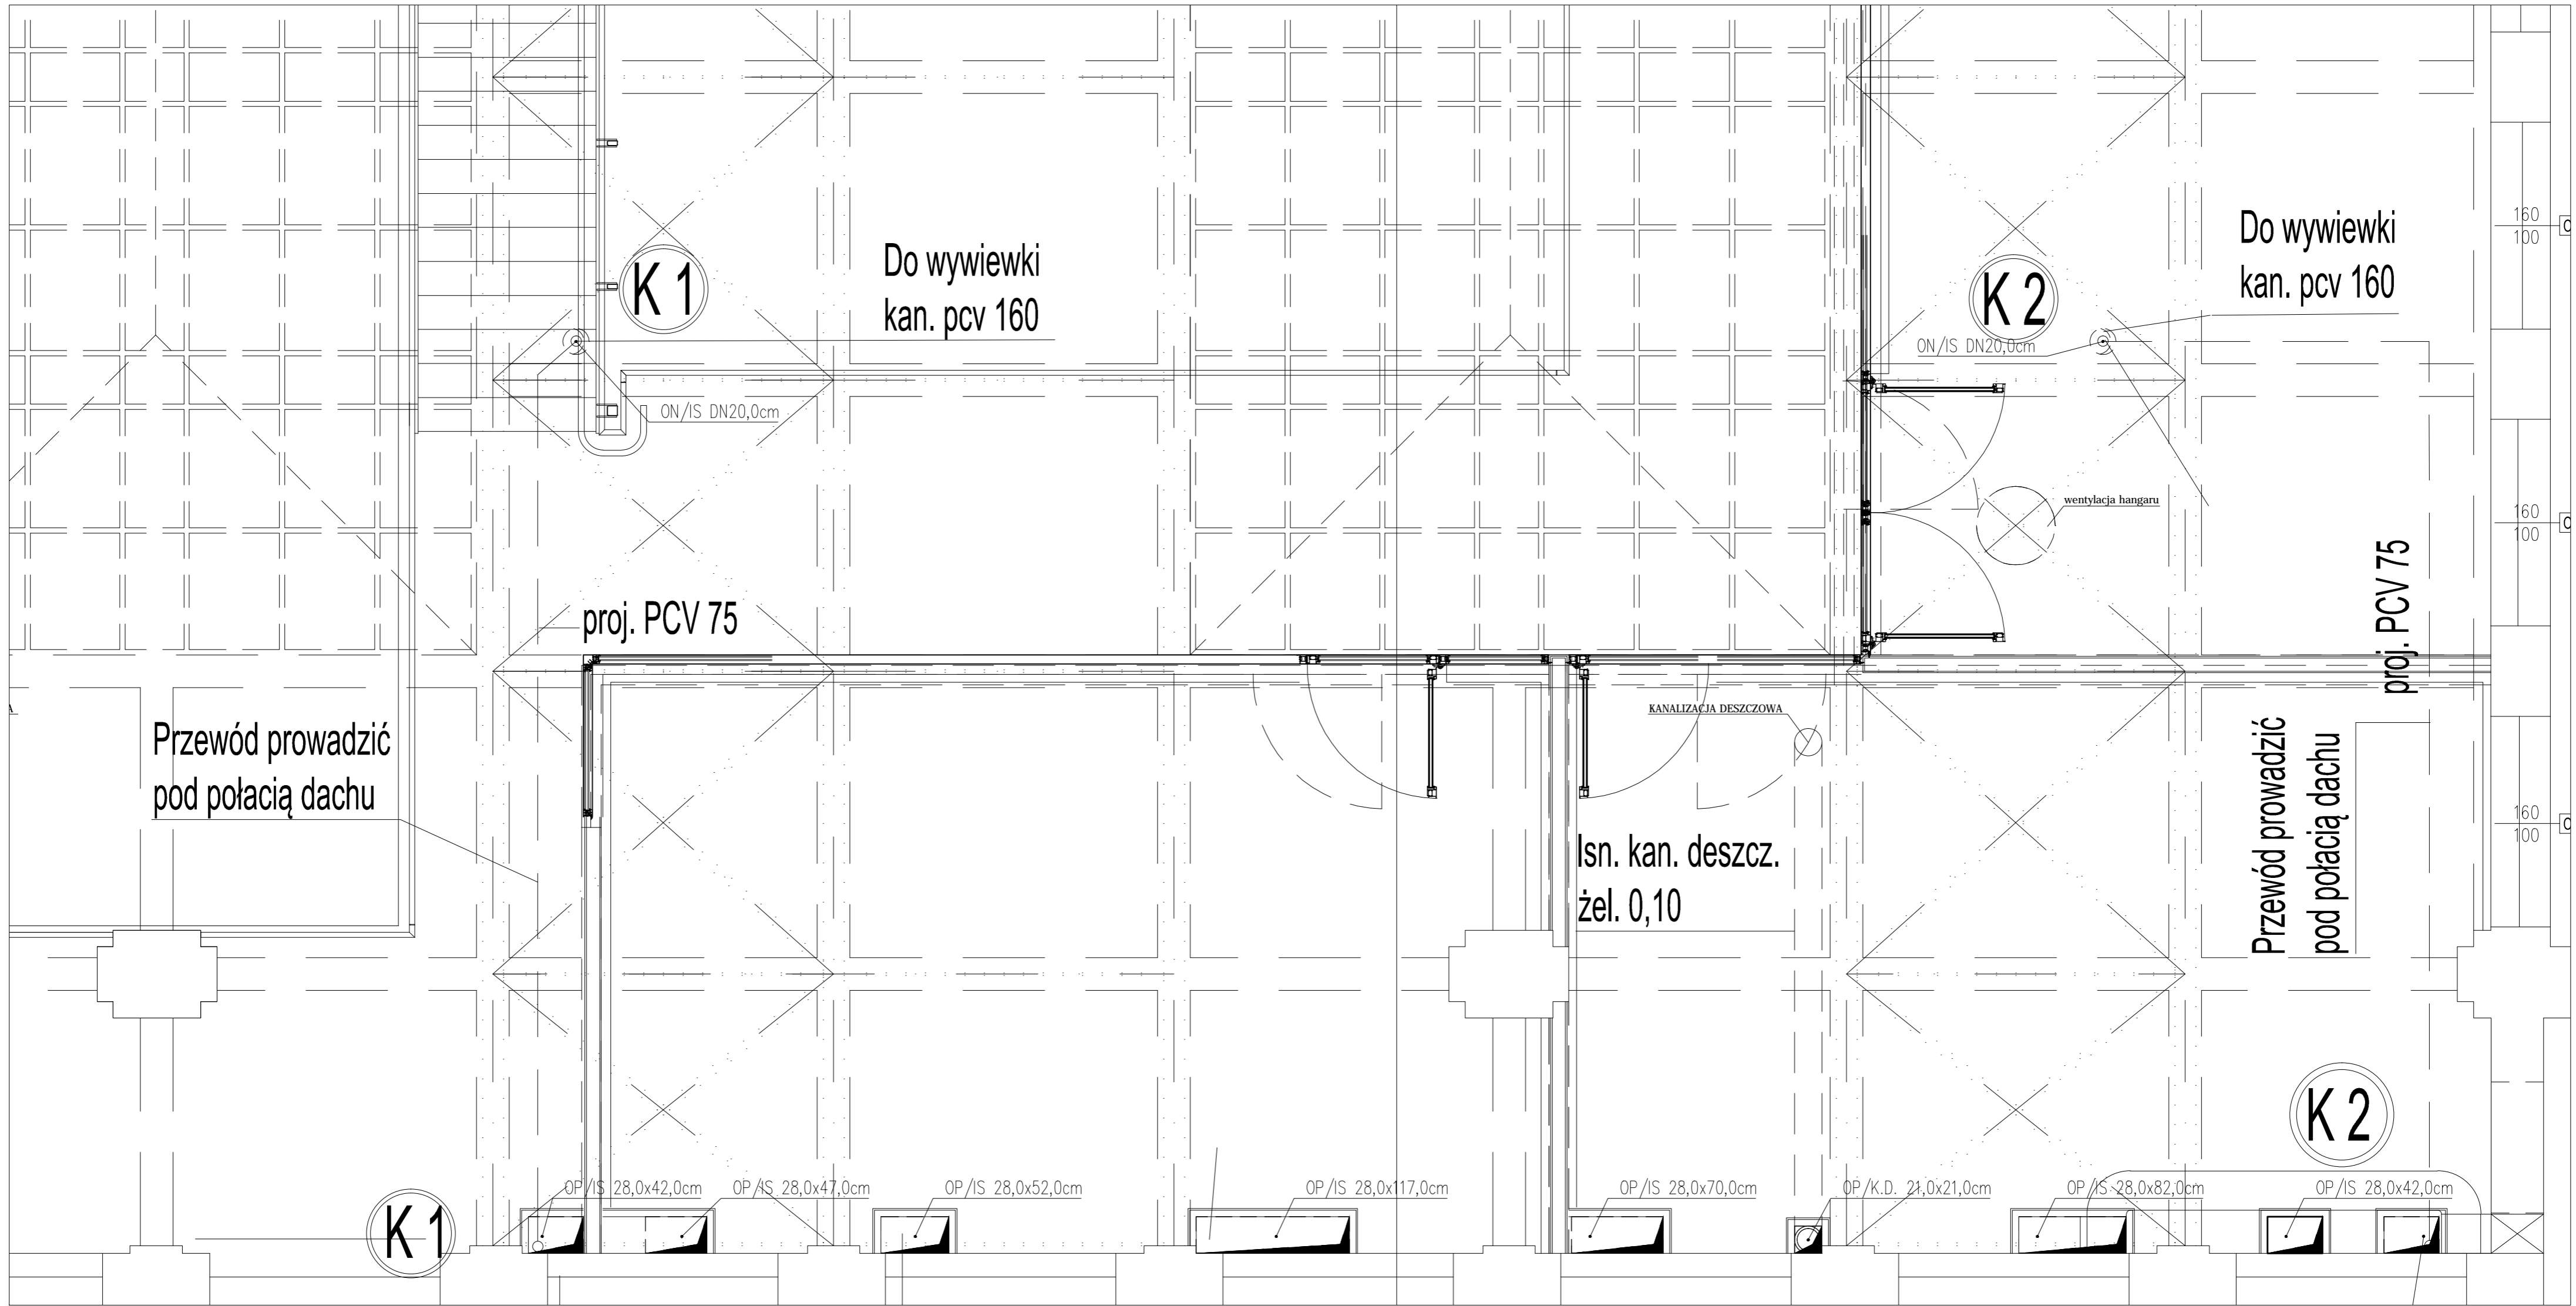 K 1
Do wywiewki
kan. pcv 160
ON/IS DN20,0cm
K 2
Do wywiewki
kan. pcv 160
ON/IS DN20,0cm
160
100
wentylacja hangaru
160
100
proj. PCV 75
proj. PCV 75
Przewód prowadzić
pod połacią dachu
KANALIZACJA DESZCZOWA
Isn. kan. deszcz.
żel. 0,10
Przewód prowadzić
pod połacią dachu
160
100
K 2
K 1
OP/IS 28,0x42,0cm
OP/IS 28,0x47,0cm
OP/IS 28,0x52,0cm
OP/IS 28,0x117,0cm
OP/IS 28,0x70,0cm
OP/K.D. 21,0x21,0cm
OP/IS 28,0x82,0cm
OP/IS 28,0x42,0cm